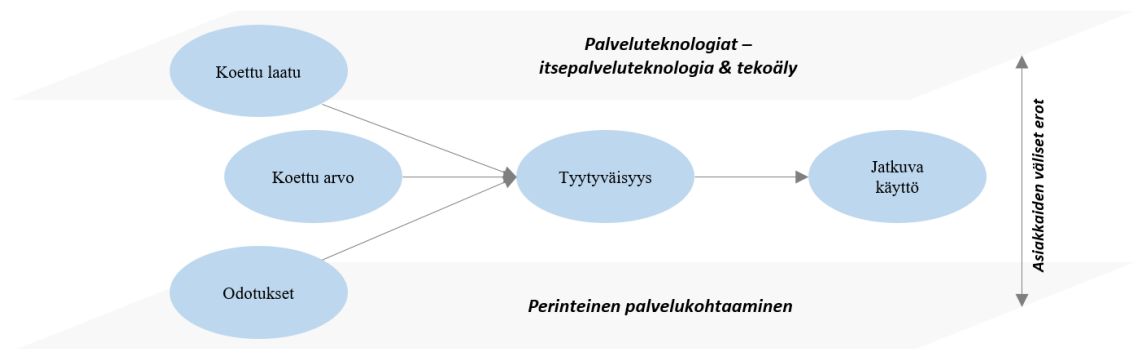 Palveluteknologiat –
itsepalveluteknologia & tekoäly
Koettu laatu
Koettu arvo
Tyytyväisyys
Jatkuva
käyttö
Odotukset
Perinteinen palvelukohtaaminen
Asiakkaiden väliset erot